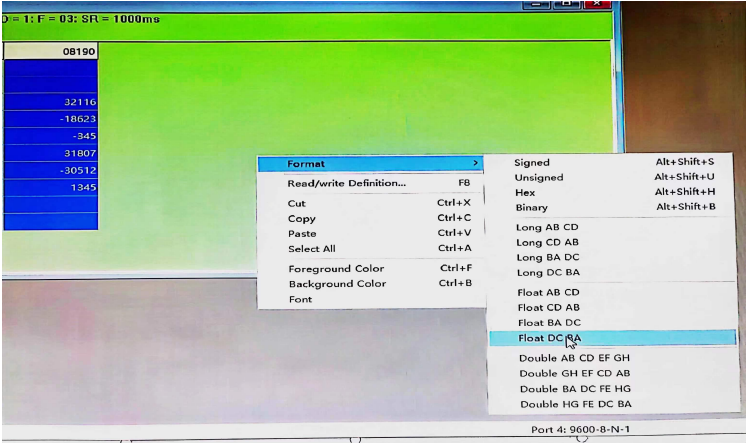 = 1: F = 03: SR = 1000ms
08190
32116
-18623
-345
31807
-30512
1345
Format >
Read/write Definition... F8
Cut Ctrl+X
Copy Ctrl+C
Paste Ctrl+V
Select All Ctrl+A
Foreground Color Ctrl+F
Background Color Ctrl+B
Font
Signed Alt+Shift+S
Unsigned Alt+Shift+U
Hex Alt+Shift+H
Binary Alt+Shift+B
Long AB CD
Long CD AB
Long BA DC
Long DC BA
Float AB CD
Float CD AB
Float BA DC
Float DC BA
Double AB CD EF GH
Double GH EF CD AB
Double BA DC FE HG
Double HG FE DC BA
Port 4: 9600-8-N-1